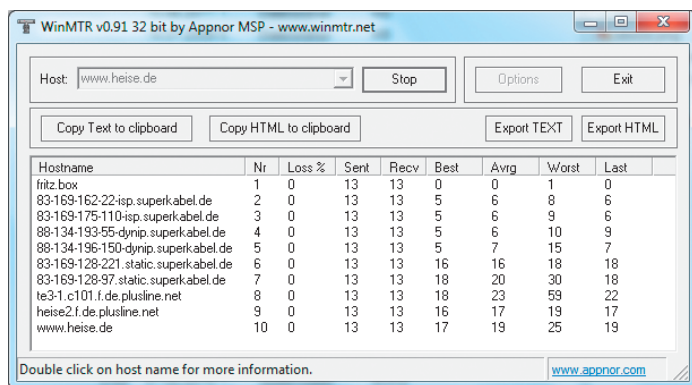 WinMTR v0.91 32 bit by Appnor MSP - www.winmtr.net
Host: www.heise.de Stop Options Exit
Copy Text to clipboard Copy HTML to clipboard Export TEXT Export HTML
Hostname Nr Loss % Sent Recv Best Avrg Worst Last
fritz.box 1 0 13 13 0 0 1 0
83-169-162-22-isp.superkabel.de 2 0 13 13 5 6 8 6
83-169-175-110-isp.superkabel.de 3 0 13 13 5 6 9 6
88-134-193-55-dynip.superkabel.de 4 0 13 13 5 6 10 9
88-134-196-150-dynip.superkabel.de 5 0 13 13 5 7 15 7
83-169-128-221.static.superkabel.de 6 0 13 13 16 16 18 18
83-169-128-97.static.superkabel.de 7 0 13 13 18 20 30 18
te3-1.c101.f.de.plusline.net 8 0 13 13 18 23 59 22
heise2.f.de.plusline.net 9 0 13 13 16 17 19 17
www.heise.de 10 0 13 13 17 19 25 19
Double click on host name for more information. www.appnor.com